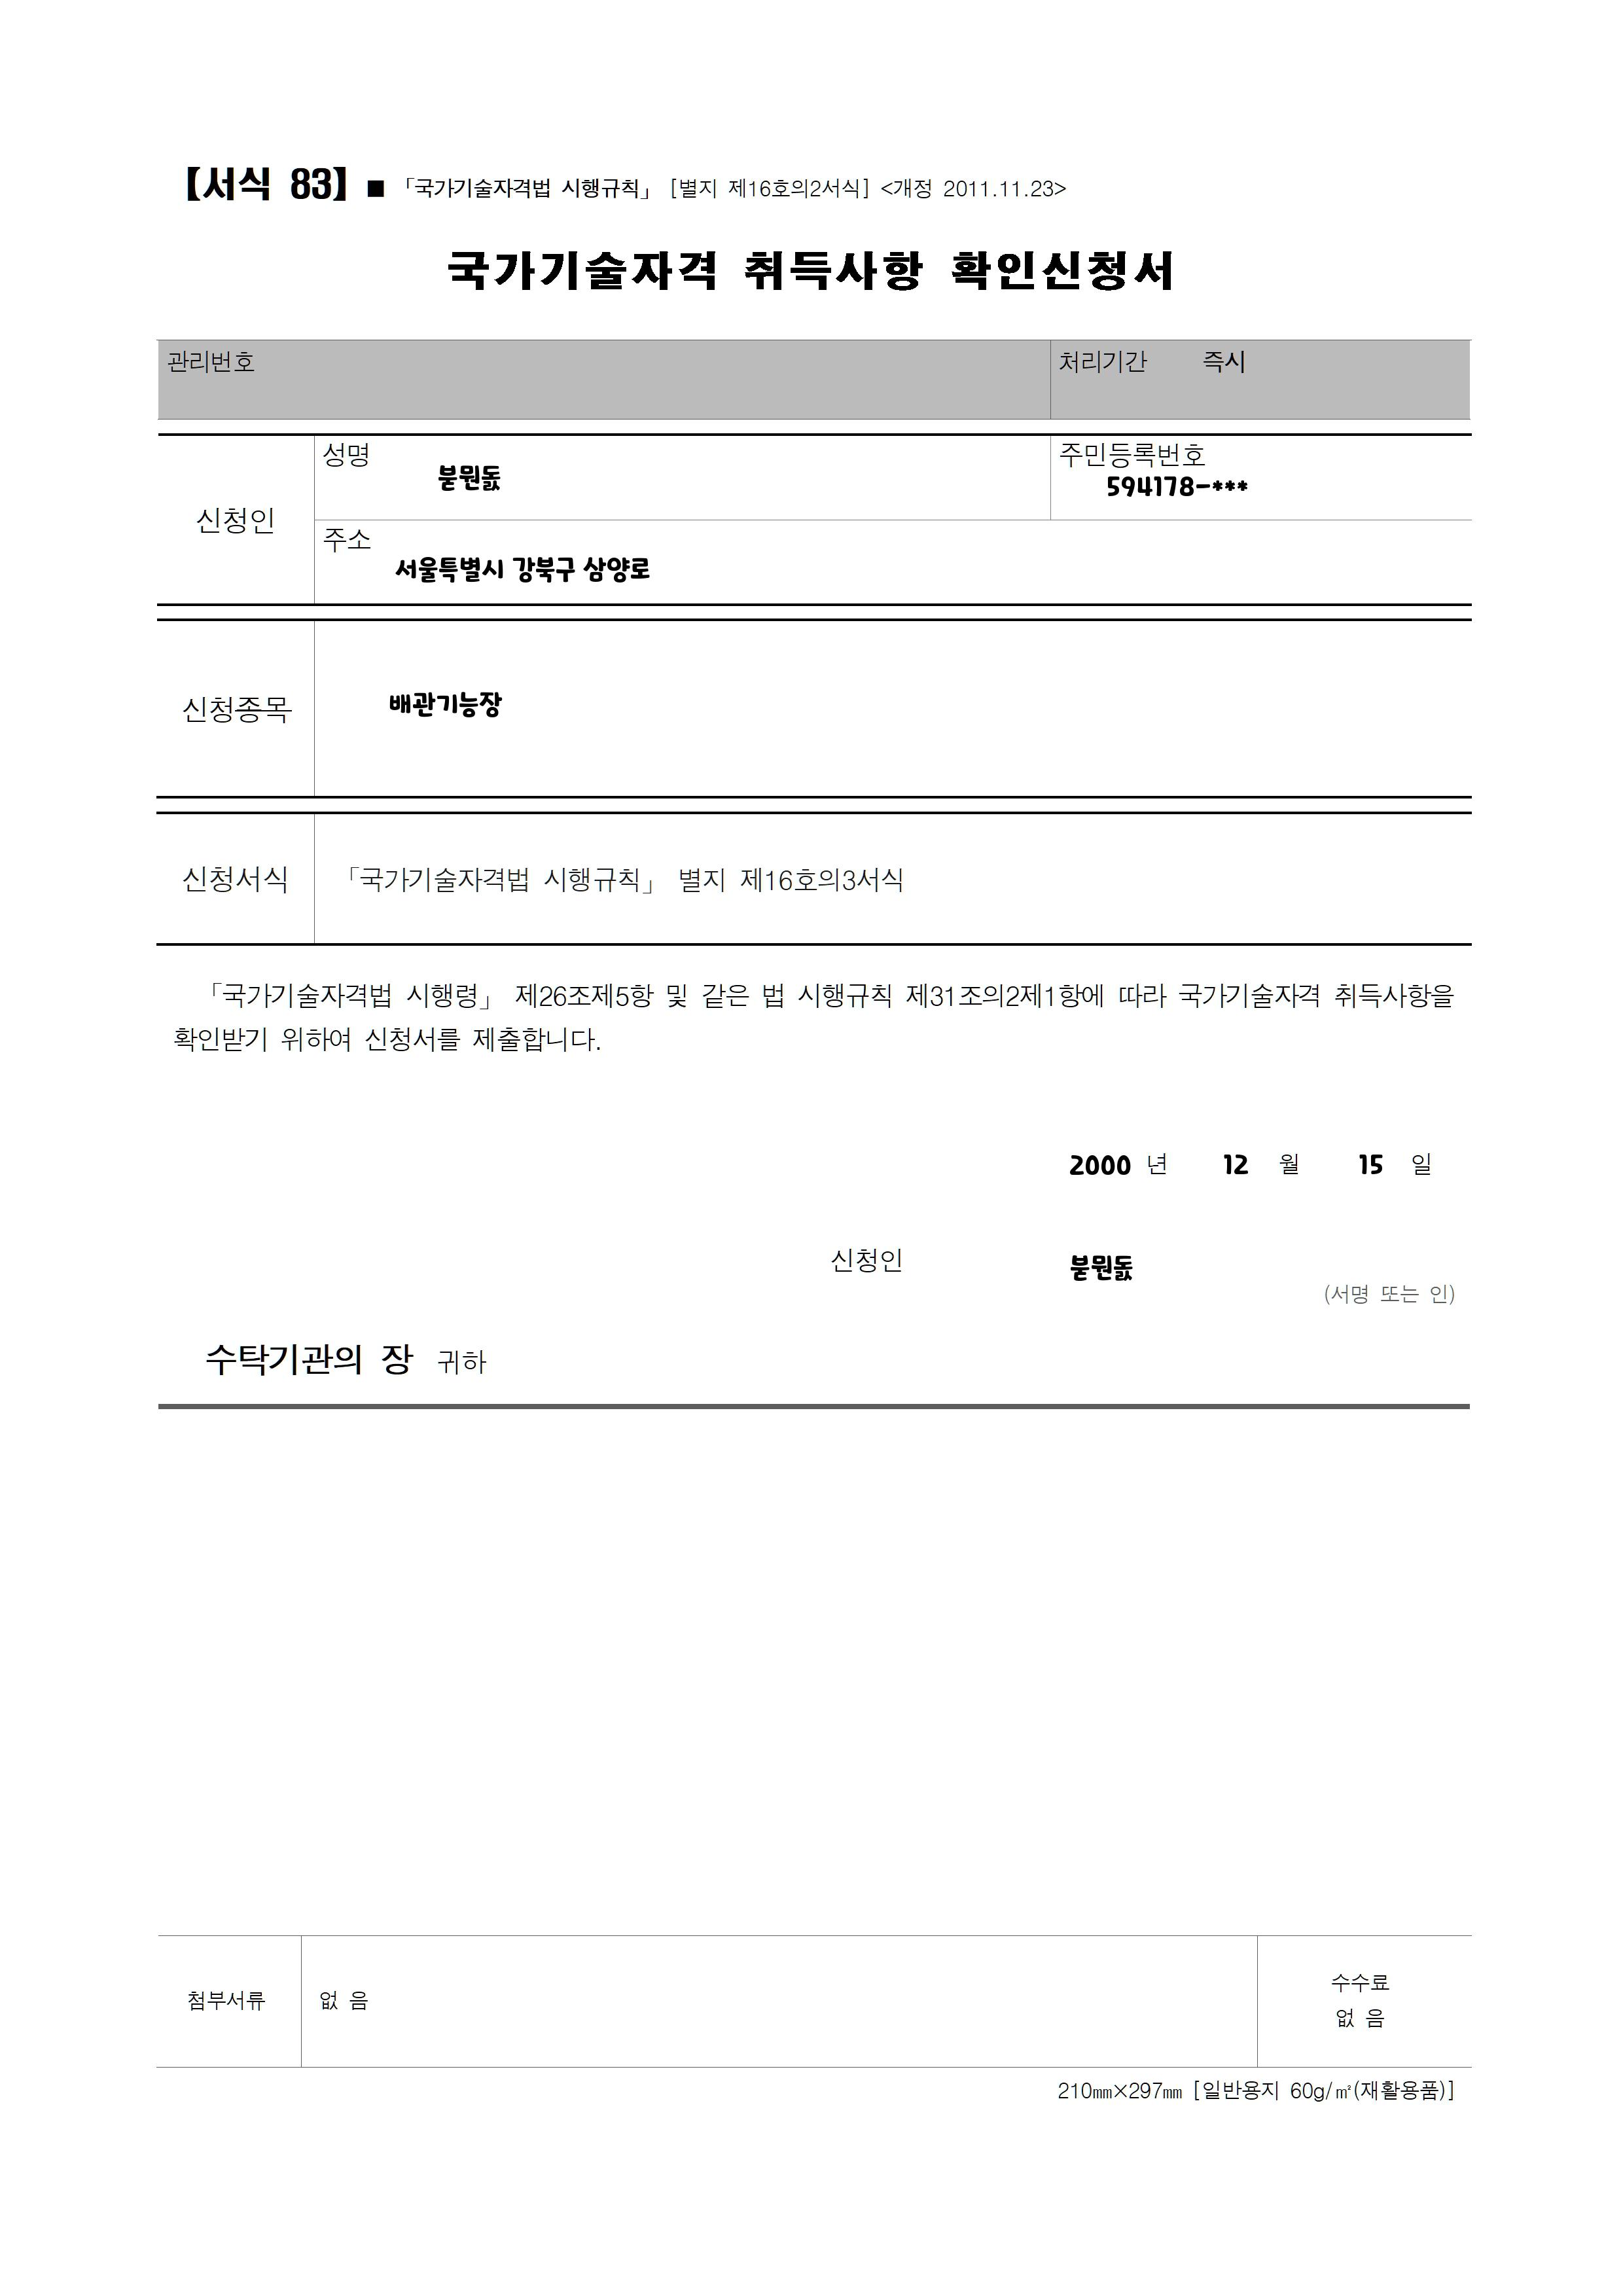 【서식 83】 ■ 「국가기술자격법 시행규칙」 [별지 제16호의2서식] <개정 2011.11.23>
국가기술자격 취득사항 확인신청서
관리번호
처리기간 즉시
신청인
성명
붇뭔돐
주민등록번호
594178-***
주소
서울특별시 강북구 삼양로
신청종목
배관기능장
신청서식
「국가기술자격법 시행규칙」 별지 제16호의3서식
「국가기술자격법 시행령」 제26조제5항 및 같은 법 시행규칙 제31조의2제1항에 따라 국가기술자격 취득사항을
확인받기 위하여 신청서를 제출합니다.
2000 년 12 월 15 일
신청인 붇뭔돐
(서명 또는 인)
수탁기관의 장 귀하
첨부서류
없 음
수수료
없 음
210㎜×297㎜ [일반용지 60g/㎡(재활용품)]